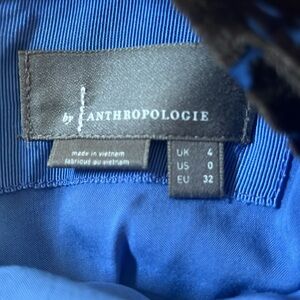 by ANTHROPOLOGIE
made in vietnam
fabriqué au vietnam
UK 4
US 0
EU 32